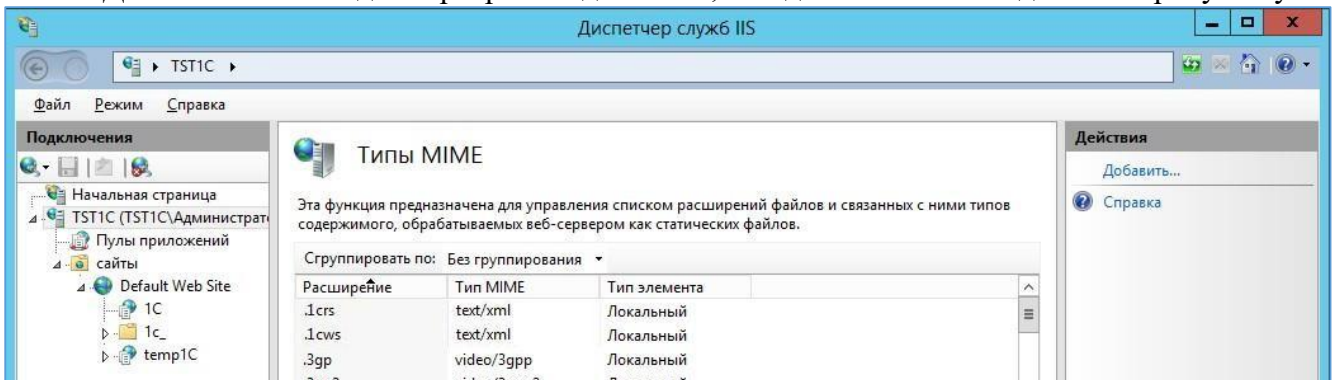 Диспетчер служб IIS
TST1C
Файл Режим Справка
Подключения
Начальная страница
TST1C (TST1C\Администрат
Пулы приложений
сайты
Default Web Site
1C
1c_
temp1C
Типы MIME
Эта функция предназначена для управления списком расширений файлов и связанных с ними типов
содержимого, обрабатываемых веб-сервером как статических файлов.
Сгруппировать по: Без группирования
Расширение Тип MIME Тип элемента
.1crs text/xml Локальный
.1cws text/xml Локальный
.3gp video/3gpp Локальный
Действия
Добавить...
Справка